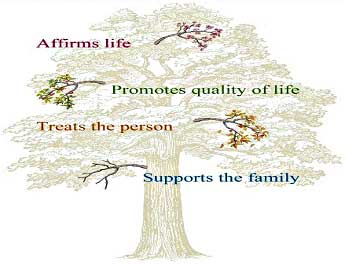 Affirms life
Promotes quality of life
Treats the person
Supports the family